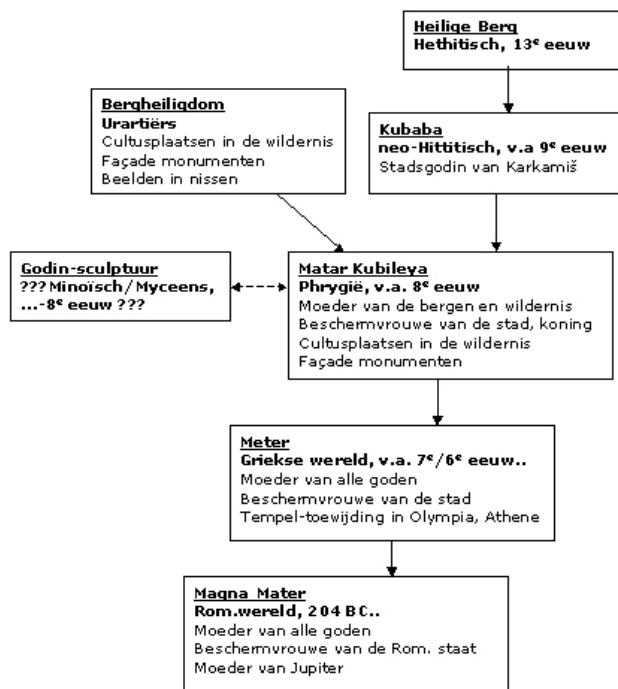 Heilige Berg
Hethitisch, 13e eeuw
Bergheiligdom
Urartiërs
Cultusplaatsen in de wildernis
Façade monumenten
Beelden in nissen
Kubaba
neo-Hittitisch, v.a 9e eeuw
Stadsgodin van Karkamiš
Godin-sculptuur
??? Minoïsch/Myceens,
...-8e eeuw ???
Matar Kubileya
Phrygië, v.a. 8e eeuw
Moeder van de bergen en wildernis
Beschermvrouwe van de stad, koning
Cultusplaatsen in de wildernis
Façade monumenten
Meter
Griekse wereld, v.a. 7e/6e eeuw..
Moeder van alle goden
Beschermvrouwe van de stad
Tempel-toewijding in Olympia, Athene
Magna Mater
Rom.wereld, 204 BC..
Moeder van alle goden
Beschermvrouwe van de Rom. staat
Moeder van Jupiter